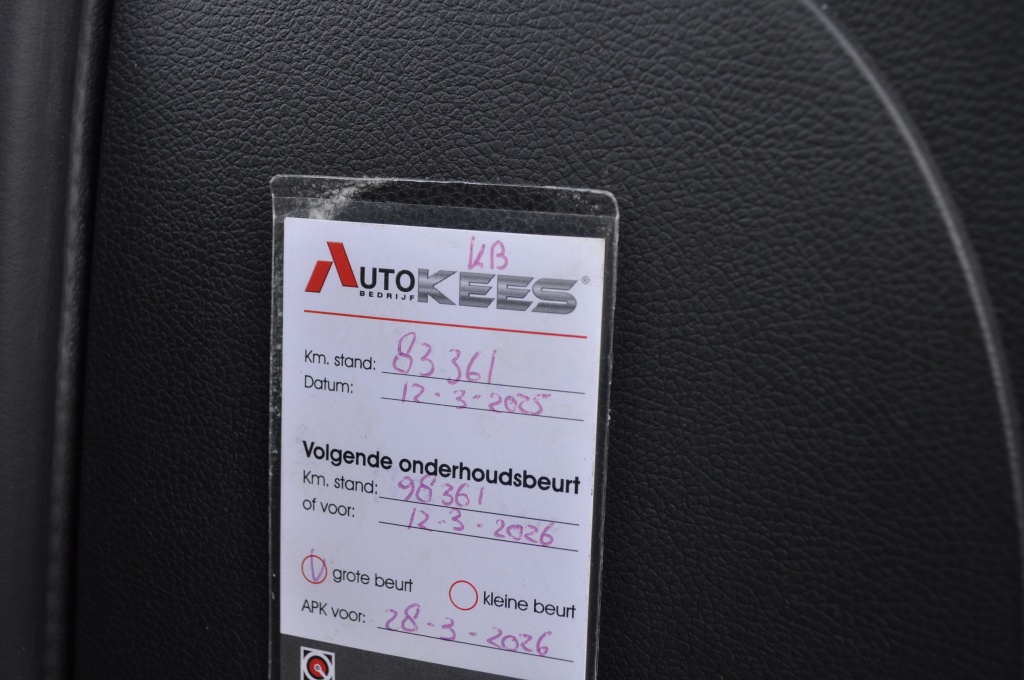 KB
AUTO KEES®
BEDRIJF
Km. stand: 83361
Datum: 12-3-2025
Volgende onderhoudsbeurt
Km. stand: 98361
of voor: 12-3-2026
V grote beurt kleine beurt
APK voor: 28-3-2026